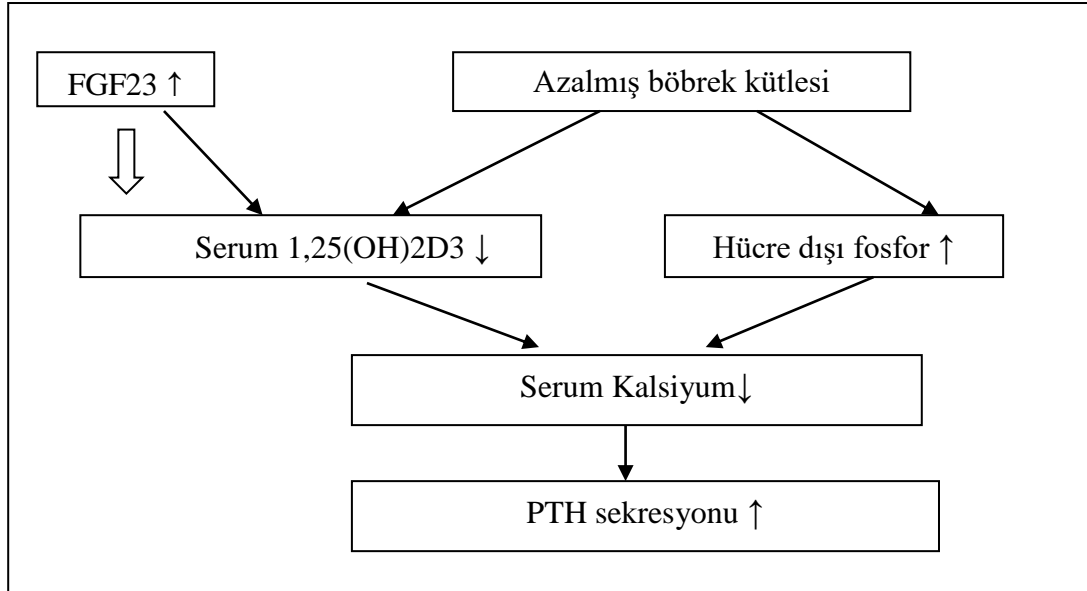 FGF23 ↑
Azalmış böbrek kütlesi
Serum 1,25(OH)2D3 ↓
Hücre dışı fosfor ↑
Serum Kalsiyum↓
PTH sekresyonu ↑